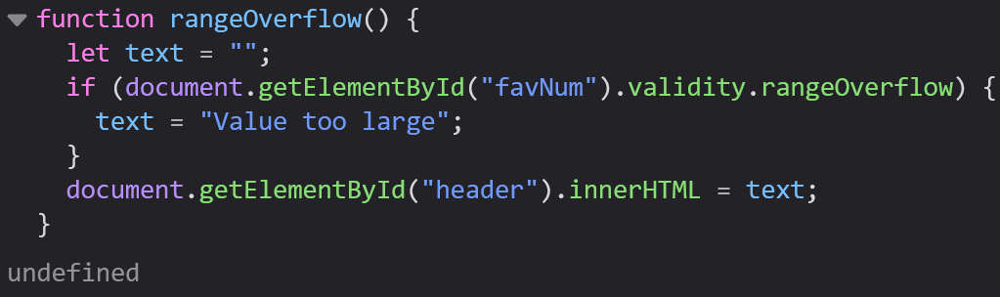 function rangeOverflow() {
  let text = "";
  if (document.getElementById("favNum").validity.rangeOverflow) {
    text = "Value too large";
  }
  document.getElementById("header").innerHTML = text;
}
undefined